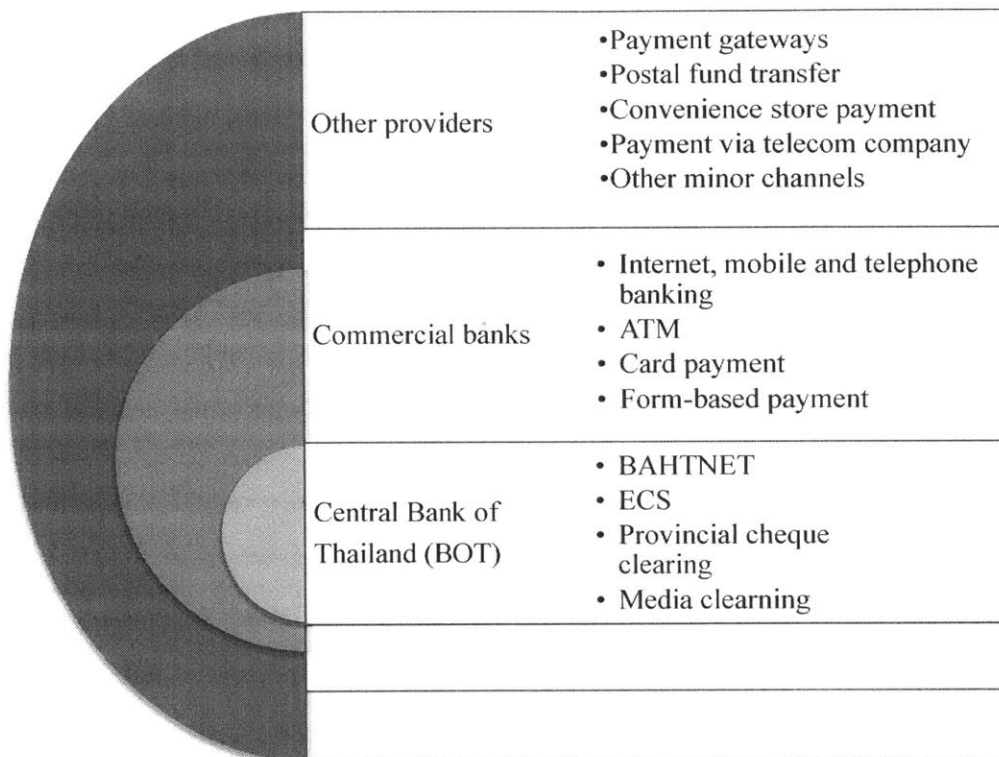 Other providers
•Payment gateways
•Postal fund transfer
•Convenience store payment
•Payment via telecom company
•Other minor channels
Commercial banks
• Internet, mobile and telephone
banking
• ATM
• Card payment
• Form-based payment
Central Bank of
Thailand (BOT)
• BAHTNET
• ECS
• Provincial cheque
clearing
• Media clearning